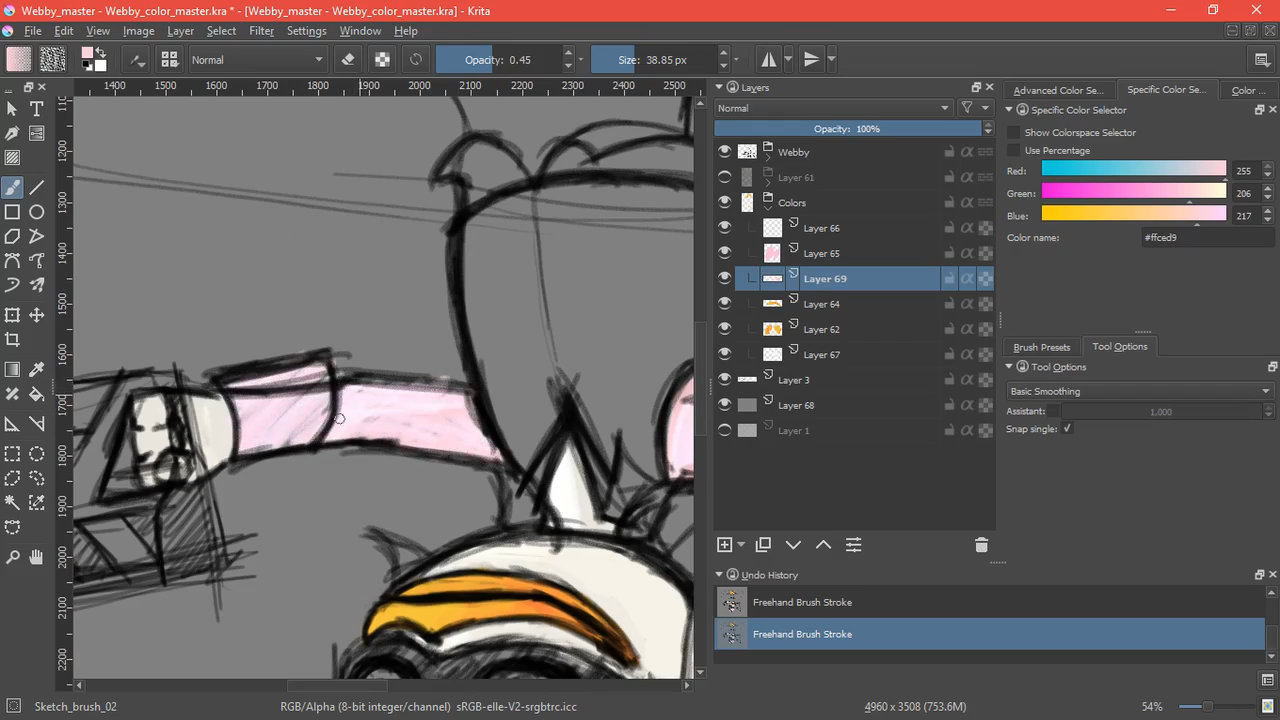 Webby_master - Webby_color_master.kra * - [Webby_master - Webby_color_master.kra] - Krita
File Edit View Image Layer Select Filter Settings Window Help
Normal Opacity: 0.45 Size: 38.85 px
1400 1500 1600 1700 1800 1900 2000 2100 2200 2300 2400 2500
1200
1300
1400
1500
1600
1700
1800
1900
2000
2100
2200
Layers
Normal
Opacity: 100%
Webby
Layer 61
Colors
Layer 66
Layer 65
Layer 69
Layer 64
Layer 62
Layer 67
Layer 3
Layer 68
Layer 1
Undo History
Freehand Brush Stroke
Freehand Brush Stroke
Advanced Color Se... Specific Color Se... Color ...
Specific Color Selector
Show Colorspace Selector
Use Percentage
Red: 255
Green: 206
Blue: 217
Color name: #ffced9
Brush Presets Tool Options
Tool Options
Basic Smoothing
Assistant: 1,000
Snap single:
Sketch_brush_02 RGB/Alpha (8-bit integer/channel) sRGB-elle-V2-srgbtrc.icc 4960 x 3508 (753.6M) 54%